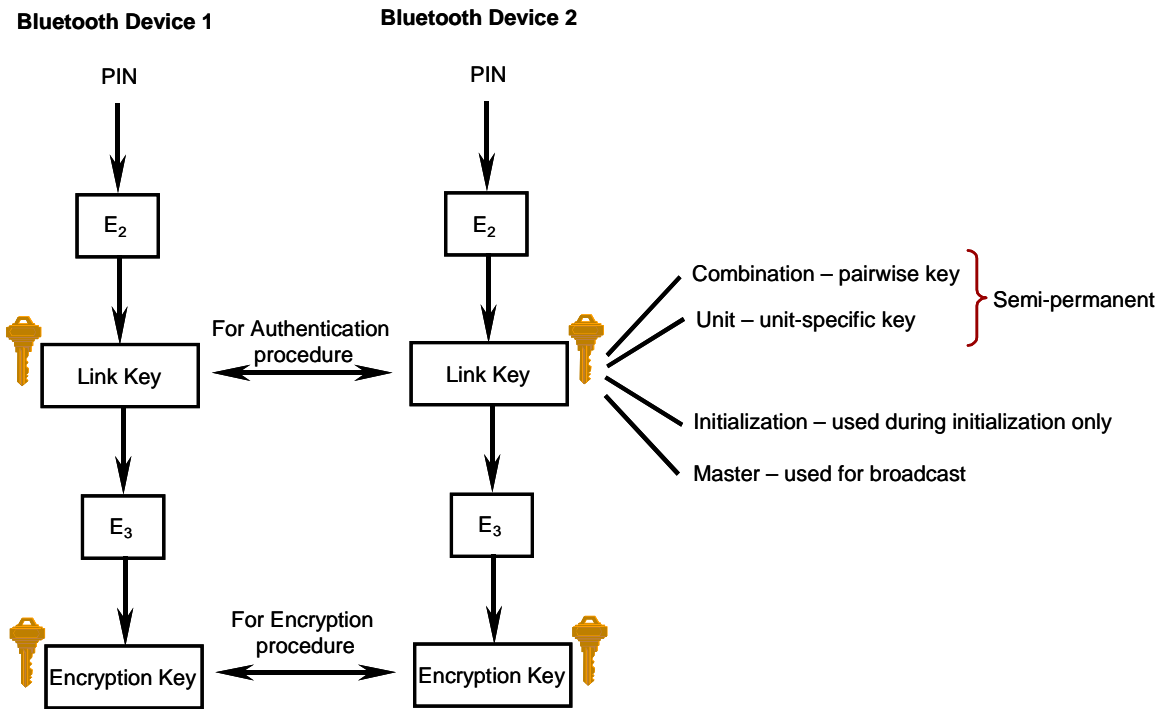 Bluetooth Device 1
Bluetooth Device 2
PIN
PIN
E₂
E₂
Combination – pairwise key
Unit – unit-specific key
Semi-permanent
For Authentication
procedure
Link Key
Link Key
Initialization – used during initialization only
Master – used for broadcast
E₃
E₃
For Encryption
procedure
Encryption Key
Encryption Key